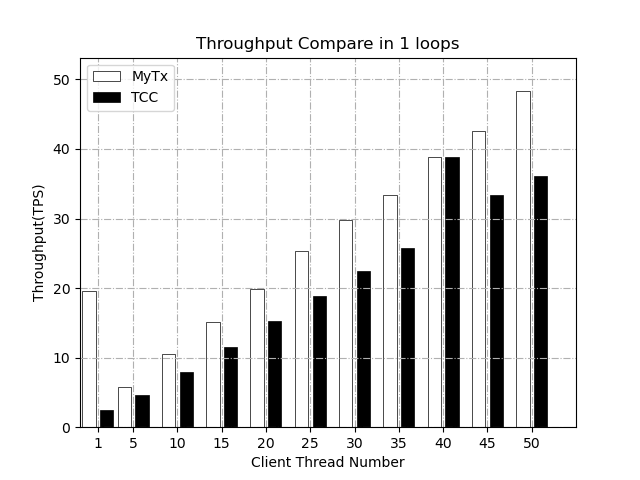 Throughput Compare in 1 loops
MyTx
TCC
50
40
30
20
10
0
Throughput(TPS)
1 5 10 15 20 25 30 35 40 45 50
Client Thread Number